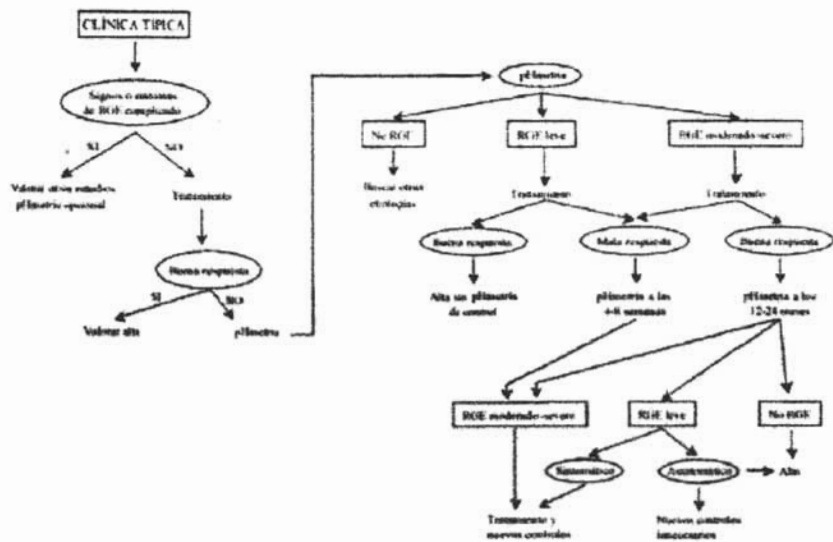 CLÍNICA TIPICA
Signos o síntomas
de RGE complicado
SI
NO
Valorar otros estudios
pHmetría opcional
Tratamiento
Buena respuesta
SI
NO
Valorar alta
pHmetría
pHmetría
No RGE
RGE leve
RGE moderado-severo
Buscar otras
etiologías
Tratamiento
Tratamiento
Buena respuesta
Mala respuesta
Buena respuesta
Alta sin pHmetría
de control
pHmetría a las
semanas
pHmetría a los
12-24 meses
RGE moderado-severo
RGE leve
No RGE
Sintomático
Asintomático
Alta
Tratamiento y
nuevos controles
Nuevos controles
innecesarios